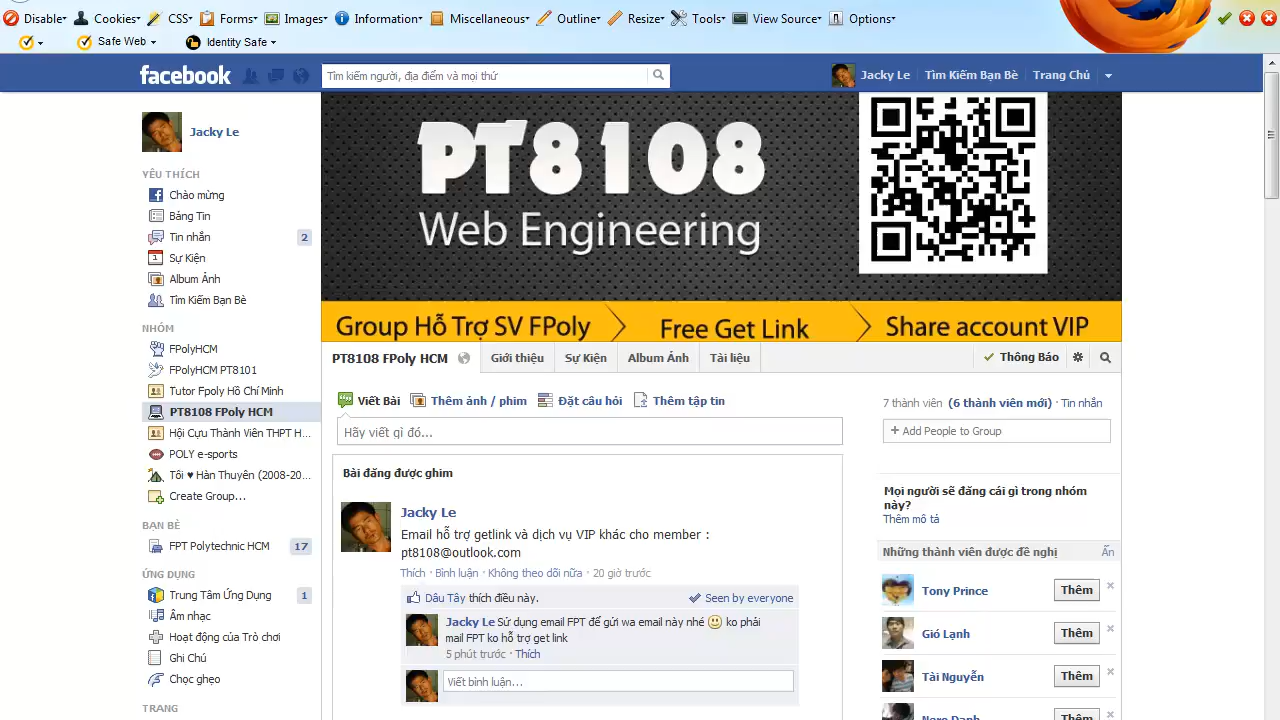 Disable Cookies CSS Forms Images Information Miscellaneous Outline Resize Tools View Source Options
Safe Web Identity Safe
facebook
Tìm kiếm người, địa điểm và mọi thứ
Jacky Le Tìm Kiếm Bạn Bè Trang Chủ
Jacky Le
YÊU THÍCH
Chào mừng
Bảng Tin
Tin nhắn 2
Sự Kiện
Album Ảnh
Tìm Kiếm Bạn Bè
NHÓM
FPolyHCM
FPolyHCM PT8101
Tutor Fpoly Hồ Chí Minh
PT8108 FPoly HCM
Hội Cựu Thành Viên THPT H...
POLY e-sports
Tôi ♥ Hàn Thuyên (2008-20...
Create Group...
BẠN BÈ
FPT Polytechnic HCM 17
ỨNG DỤNG
Trung Tâm Ứng Dụng 1
Âm nhạc
Hoạt động của Trò chơi
Ghi Chú
Chọc ghẹo
TRANG
PT8108
Web Engineering
Group Hỗ Trợ SV FPoly Free Get Link Share account VIP
PT8108 FPoly HCM Giới thiệu Sự Kiện Album Ảnh Tài liệu Thông Báo
Viết Bài Thêm ảnh / phim Đặt câu hỏi Thêm tập tin
Hãy viết gì đó...
Bài đăng được ghim
Jacky Le
Email hỗ trợ getlink và dịch vụ VIP khác cho member :
pt8108@outlook.com
Thích · Bình luận · Không theo dõi nữa · 20 giờ trước
Dâu Tây thích điều này. Seen by everyone
Jacky Le Sử dụng email FPT để gửi wa email này nhé ko phải
mail FPT ko hỗ trợ get link
5 phút trước · Thích
Viết bình luận...
7 thành viên (6 thành viên mới) · Tin nhắn
+ Add People to Group
Mọi người sẽ đăng cái gì trong nhóm
này?
Thêm mô tả
Những thành viên được đề nghị Ẩn
Tony Prince Thêm
Gió Lạnh Thêm
Tài Nguyễn Thêm
Nero Danh Thêm